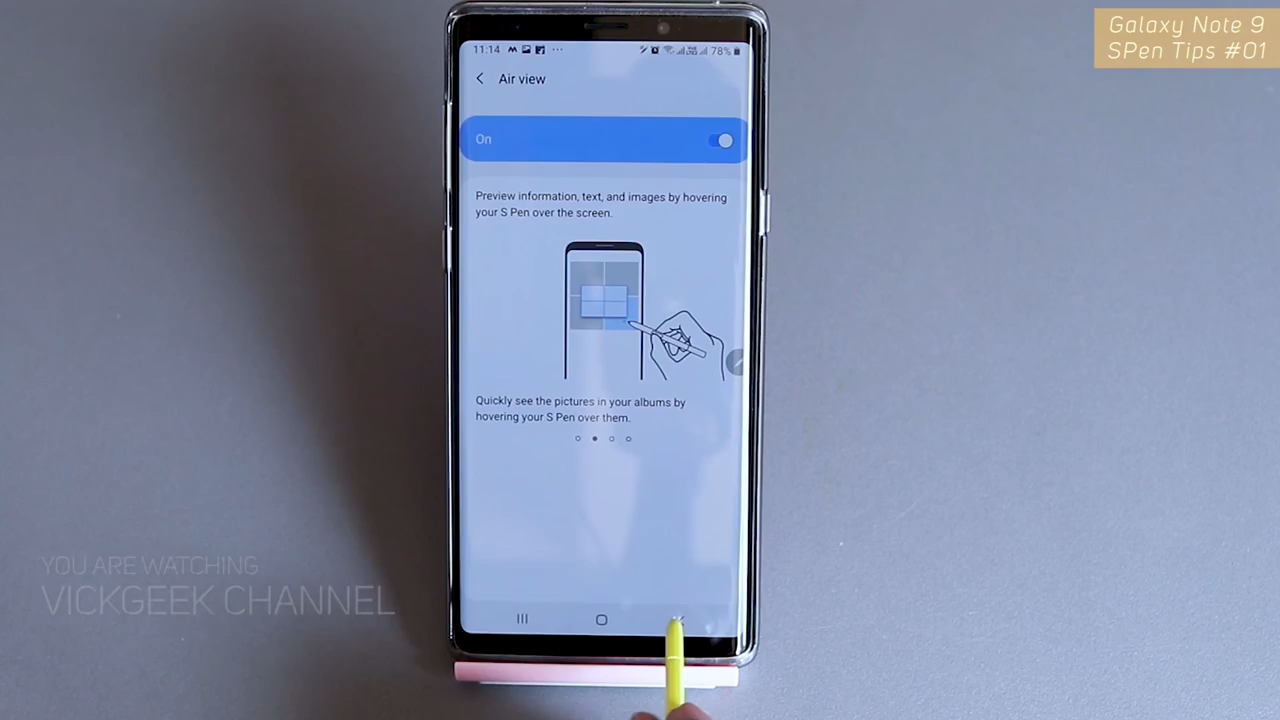 Galaxy Note 9
SPen Tips #01
11:14
78%
Air view
On
Preview information, text, and images by hovering
your S Pen over the screen.
Quickly see the pictures in your albums by
hovering your S Pen over them.
YOU ARE WATCHING
VICKGEEK CHANNEL